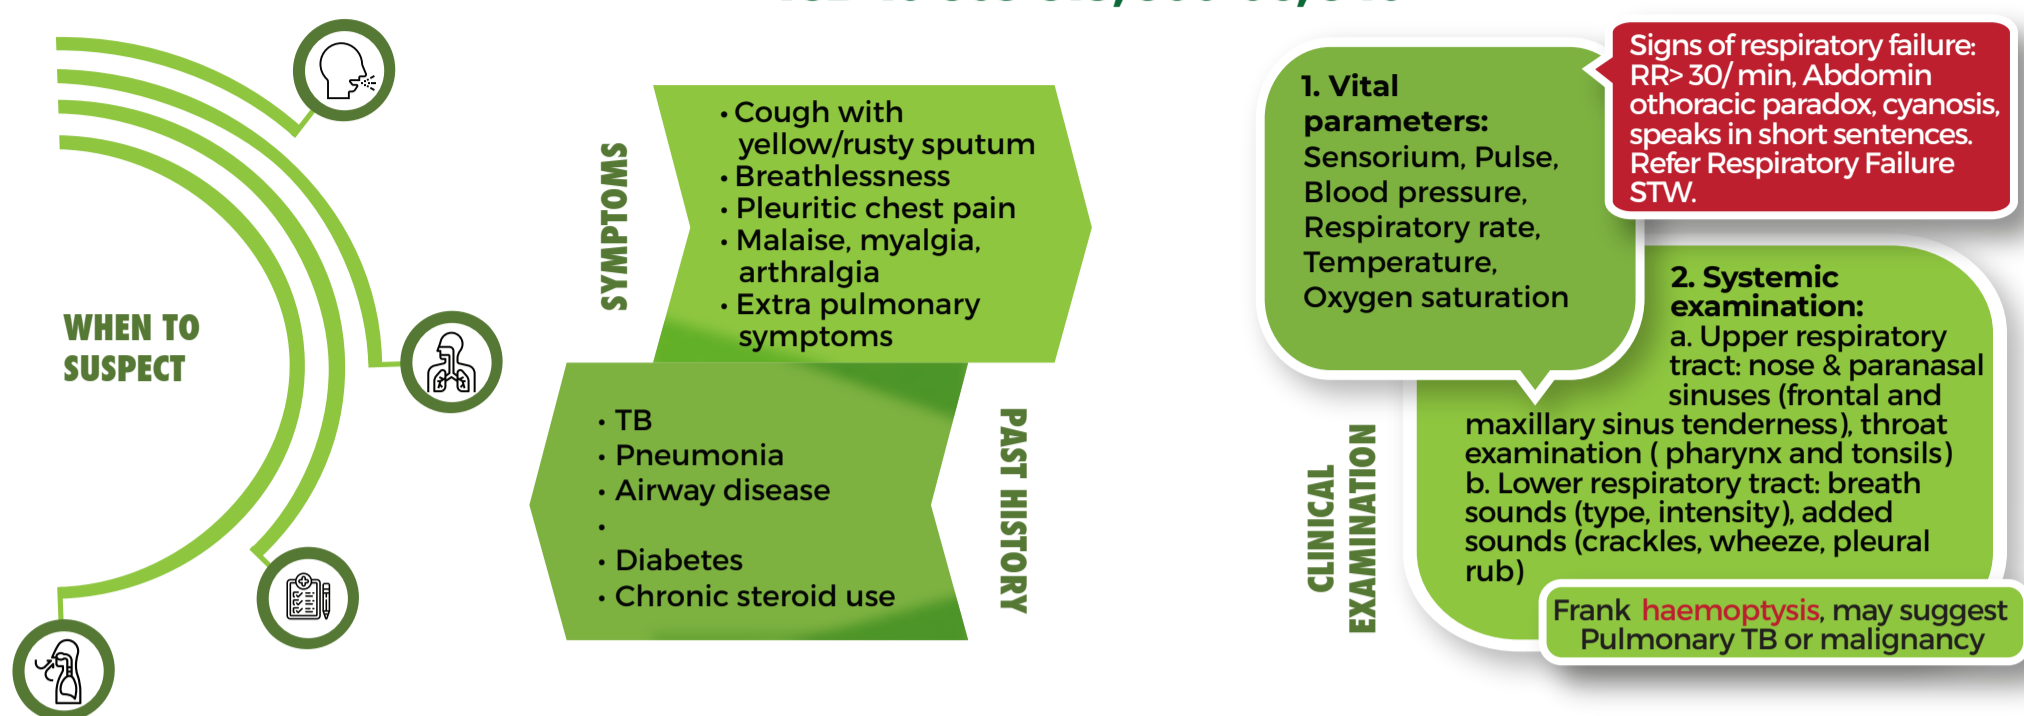 WHEN TO
SUSPECT
SYMPTOMS
• Cough with
yellow/rusty sputum
• Breathlessness
• Pleuritic chest pain
• Malaise, myalgia,
arthralgia
• Extra pulmonary
symptoms
PAST HISTORY
• TB
• Pneumonia
• Airway disease
•
• Diabetes
• Chronic steroid use
CLINICAL
EXAMINATION
1. Vital
parameters:
Sensorium, Pulse,
Blood pressure,
Respiratory rate,
Temperature,
Oxygen saturation
Signs of respiratory failure:
RR> 30/ min, Abdomin
othoracic paradox, cyanosis,
speaks in short sentences.
Refer Respiratory Failure
STW.
2. Systemic
examination:
a. Upper respiratory
tract: nose & paranasal
sinuses (frontal and
maxillary sinus tenderness), throat
examination ( pharynx and tonsils)
b. Lower respiratory tract: breath
sounds (type, intensity), added
sounds (crackles, wheeze, pleural
rub)
Frank haemoptysis, may suggest
Pulmonary TB or malignancy